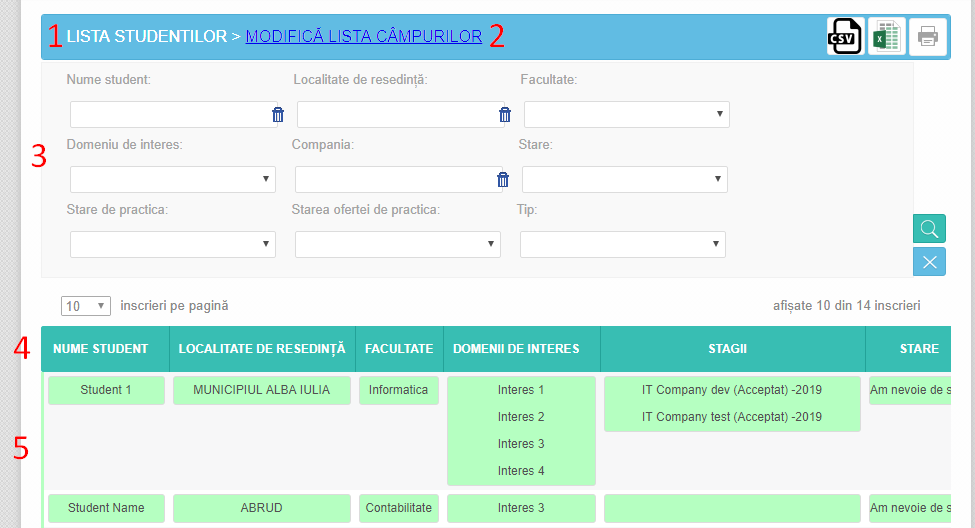 1 LISTA STUDENTILOR > MODIFICĂ LISTA CÂMPURILOR 2 CSV X
Nume student: Localitate de resedință: Facultate:
3 Domeniu de interes: Compania: Stare:
Stare de practica: Starea ofertei de practica: Tip:
10 inscrieri pe pagină afișate 10 din 14 inscrieri
4 NUME STUDENT LOCALITATE DE RESEDINȚĂ FACULTATE DOMENII DE INTERES STAGII STARE
Student 1 MUNICIPIUL ALBA IULIA Informatica Interes 1 IT Company dev (Acceptat) -2019 Am nevoie de s
Interes 2 IT Company test (Acceptat) -2019
5 Interes 3
Interes 4
Student Name ABRUD Contabilitate Interes 3 Am nevoie de s